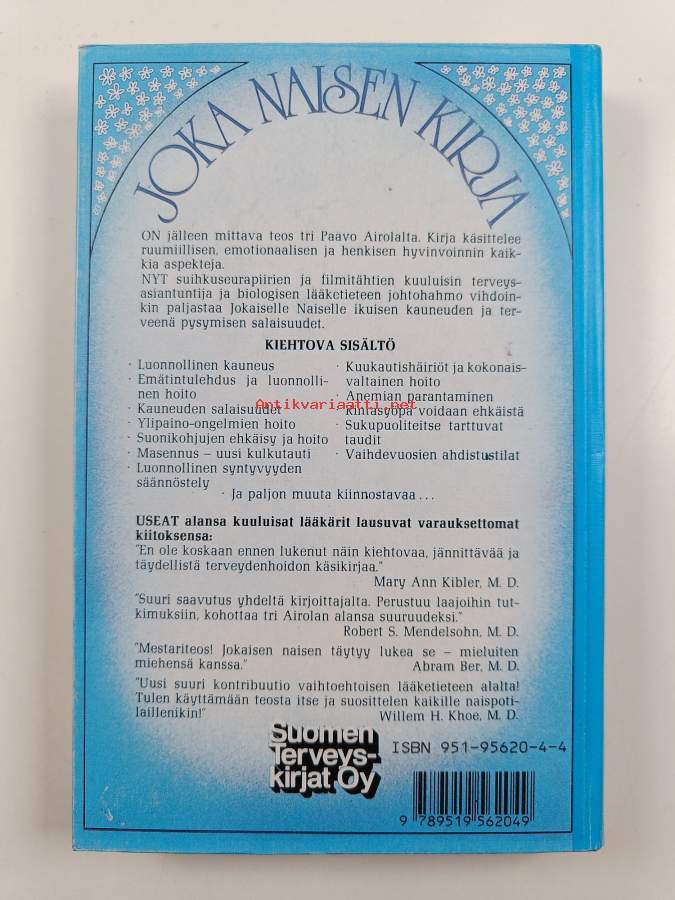 JOKA NAISEN KIRJA
ON jälleen mittava teos tri Paavo Airolalta. Kirja käsittelee
ruumiillisen, emotionaalisen ja henkisen hyvinvoinnin kaik-
kia aspekteja.
NYT suihkuseurapiirien ja filmitähtien kuuluisin terveys-
asiantuntija ja biologisen lääketieteen johtohahmo vihdoin-
kin paljastaa Jokaiselle Naiselle ikuisen kauneuden ja ter-
veenä pysymisen salaisuudet.
KIEHTOVA SISÄLTÖ
· Luonnollinen kauneus
· Emätintulehdus ja luonnolli-
nen hoito
· Kauneuden salaisuudet
· Ylipaino-ongelmien hoito
· Suonikohjujen ehkäisy ja hoito
· Masennus – uusi kulkutauti
· Luonnollinen syntyvyyden
säännöstely
· Kuukautishäiriöt ja kokonais-
valtainen hoito
· Anemian parantaminen
· Rintasyöpä voidaan ehkäistä
· Sukupuoliteitse tarttuvat
taudit
· Vaihdevuosien ahdistustilat
· Ja paljon muuta kiinnostavaa ...
Antikvariaatti.net
USEAT alansa kuuluisat lääkärit lausuvat varauksettomat
kiitoksensa:
"En ole koskaan ennen lukenut näin kiehtovaa, jännittävää ja
täydellistä terveydenhoidon käsikirjaa."
Mary Ann Kibler, M. D.
"Suuri saavutus yhdeltä kirjoittajalta. Perustuu laajoihin tut-
kimuksiin, kohottaa tri Airolan alansa suuruudeksi."
Robert S. Mendelsohn, M. D.
"Mestariteos! Jokaisen naisen täytyy lukea se – mieluiten
miehensä kanssa." Abram Ber, M. D.
"Uusi suuri kontribuutio vaihtoehtoisen lääketieteen alalta!
Tulen käyttämään teosta itse ja suosittelen kaikille naispoti-
laillenikin!" Willem H. Khoe, M. D.
Suomen
Terveys-
kirjat Oy
ISBN 951-95620-4-4
9 789519 562049